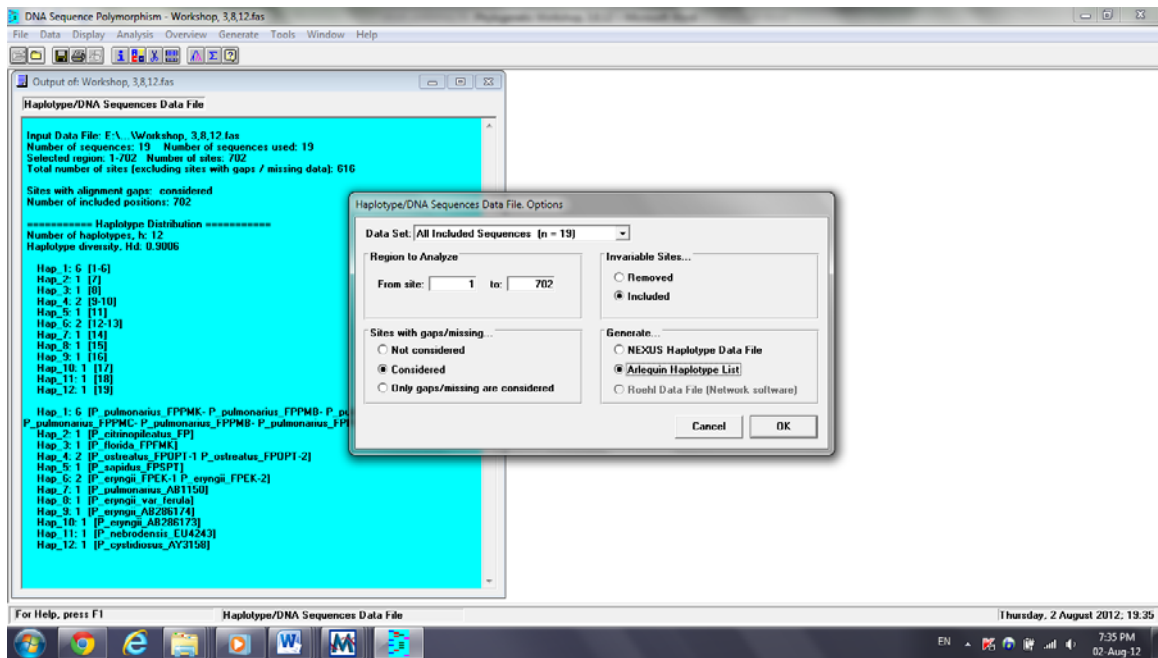 DNA Sequence Polymorphism - Workshop, 3,8,12.fas
File Data Display Analysis Overview Generate Tools Window Help
Output of: Workshop, 3,8,12.fas
Haplotype/DNA Sequences Data File
Input Data File: E:\...\Workshop, 3,8,12.fas
Number of sequences: 19 Number of sequences used: 19
Selected region: 1-702 Number of sites: 702
Total number of sites (excluding sites with gaps / missing data): 616
Sites with alignment gaps: considered
Number of included positions: 702
=========== Haplotype Distribution ===========
Number of haplotypes, h: 12
Haplotype diversity, Hd: 0.9006
Hap_1: 6 [1-6]
Hap_2: 1 [7]
Hap_3: 1 [8]
Hap_4: 2 [9-10]
Hap_5: 1 [11]
Hap_6: 2 [12-13]
Hap_7: 1 [14]
Hap_8: 1 [15]
Hap_9: 1 [16]
Hap_10: 1 [17]
Hap_11: 1 [18]
Hap_12: 1 [19]
Hap_1: 6 [P_pulmonarius_FPPMK- P_pulmonarius_FPPMB- P_pu
P_pulmonarius_FPPMC- P_pulmonarius_FPPMB- P_pulmonarius_FP
Hap_2: 1 [P_citrinopileatus_FP]
Hap_3: 1 [P_florida_FPFMK]
Hap_4: 2 [P_ostreatus_FPOPT-1 P_ostreatus_FPOPT-2]
Hap_5: 1 [P_sapidus_FPSPT]
Hap_6: 2 [P_eryngii_FPEK-1 P_eryngii_FPEK-2]
Hap_7: 1 [P_pulmonarius_AB1150]
Hap_8: 1 [P_eryngii_var_ferula]
Hap_9: 1 [P_eryngii_AB286174]
Hap_10: 1 [P_eryngii_AB286173]
Hap_11: 1 [P_nebrodensis_EU4243]
Hap_12: 1 [P_cystidiosus_AY3158]
Haplotype/DNA Sequences Data File. Options
Data Set: All Included Sequences (n = 19)
Region to Analyze
From site: 1 to: 702
Invariable Sites...
Removed
Included
Sites with gaps/missing...
Not considered
Considered
Only gaps/missing are considered
Generate...
NEXUS Haplotype Data File
Arlequin Haplotype List
Roehl Data File (Network software)
Cancel OK
For Help, press F1 Haplotype/DNA Sequences Data File Thursday, 2 August 2012; 19:35
EN 7:35 PM
02-Aug-12